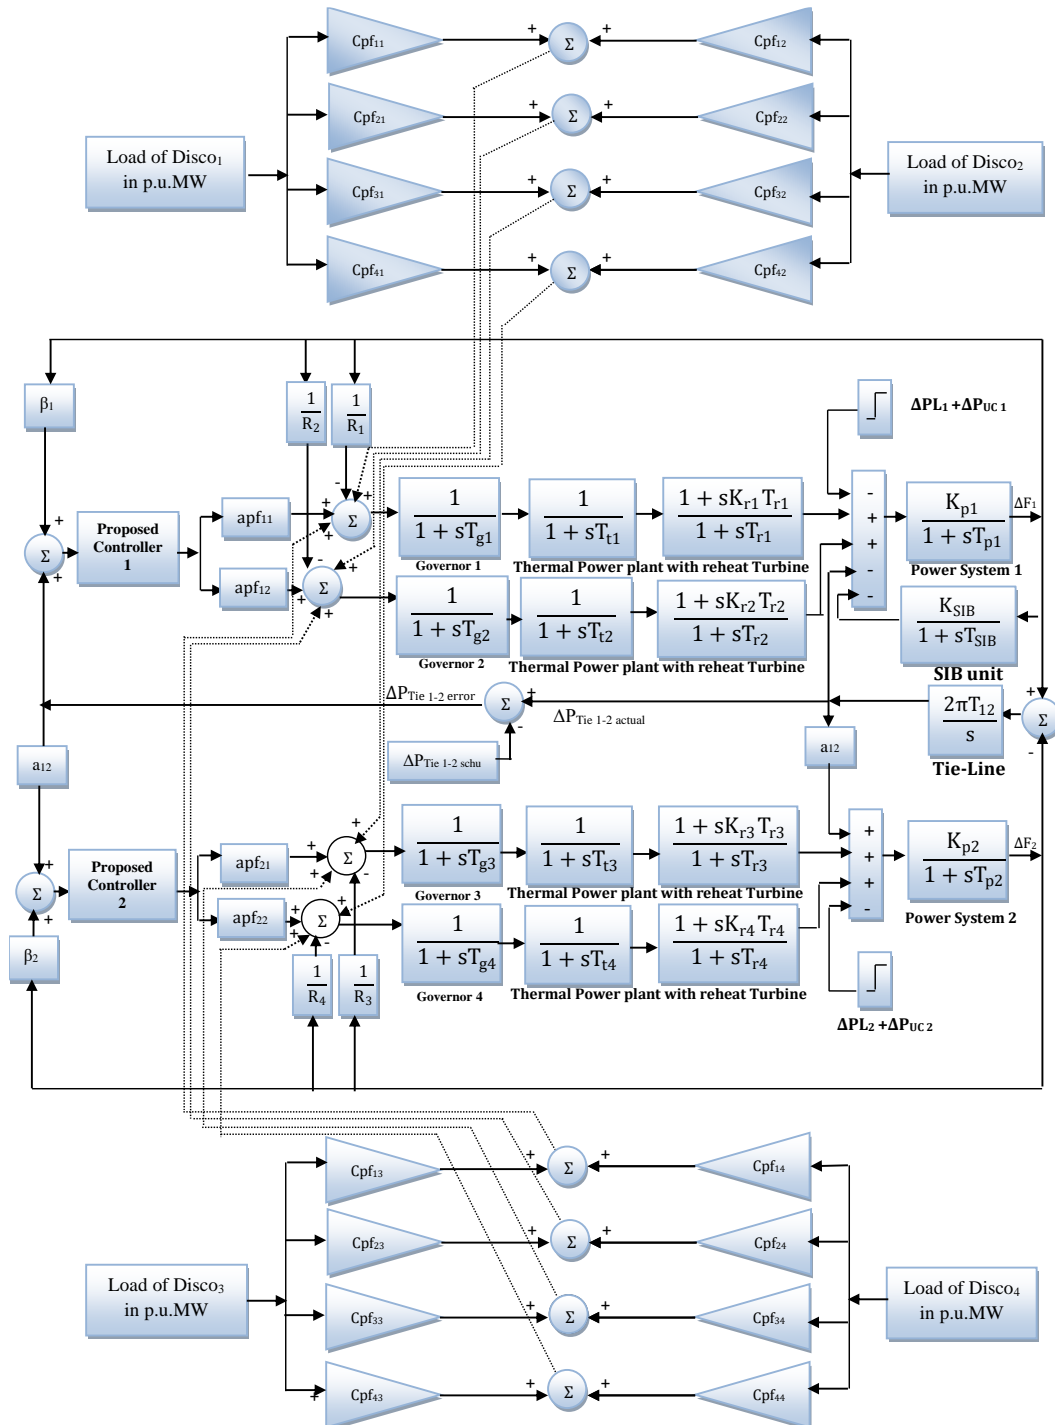 Cpf11
+
Σ
+
Cpf12
Cpf21
+
Σ
+
Cpf22
Load of Disco1
in p.u.MW
Load of Disco2
in p.u.MW
Cpf31
+
Σ
+
Cpf32
Cpf41
+
Σ
+
Cpf42
β1
1
R2
1
R1
ΔPL1 +ΔPUC 1
-
+
+
Proposed
Controller
1
apf11
+
Σ
+
1
1 + sTg1
1
1 + sTt1
1 + sKr1Tr1
1 + sTr1
-
+
+
-
-
Kp1
1 + sTp1
ΔF1
+
Σ
+
Governor 1
Thermal Power plant with reheat Turbine
Power System 1
apf12
-
+
+
Σ
+
1
1 + sTg2
1
1 + sTt2
1 + sKr2Tr2
1 + sTr2
KSIB
1 + sTSIB
Governor 2
Thermal Power plant with reheat Turbine
SIB unit
ΔPTie 1-2 error
Σ
+
-
ΔPTie 1-2 actual
2πT12
s
+
Σ
-
a12
ΔPTie 1-2 schu
a12
Tie-Line
Proposed
Controller
2
apf21
+
+
Σ
+
-
1
1 + sTg3
1
1 + sTt3
1 + sKr3Tr3
1 + sTr3
+
+
+
-
Kp2
1 + sTp2
ΔF2
+
Σ
+
Governor 3
Thermal Power plant with reheat Turbine
Power System 2
apf22
+
+
Σ
+
-
1
1 + sTg4
1
1 + sTt4
1 + sKr4Tr4
1 + sTr4
β2
Governor 4
Thermal Power plant with reheat Turbine
1
R4
1
R3
ΔPL2 +ΔPUC 2
Cpf13
+
Σ
+
Cpf14
Cpf23
+
Σ
+
Cpf24
Load of Disco3
in p.u.MW
Load of Disco4
in p.u.MW
Cpf33
+
Σ
+
Cpf34
Cpf43
+
+
Σ
+
Cpf44